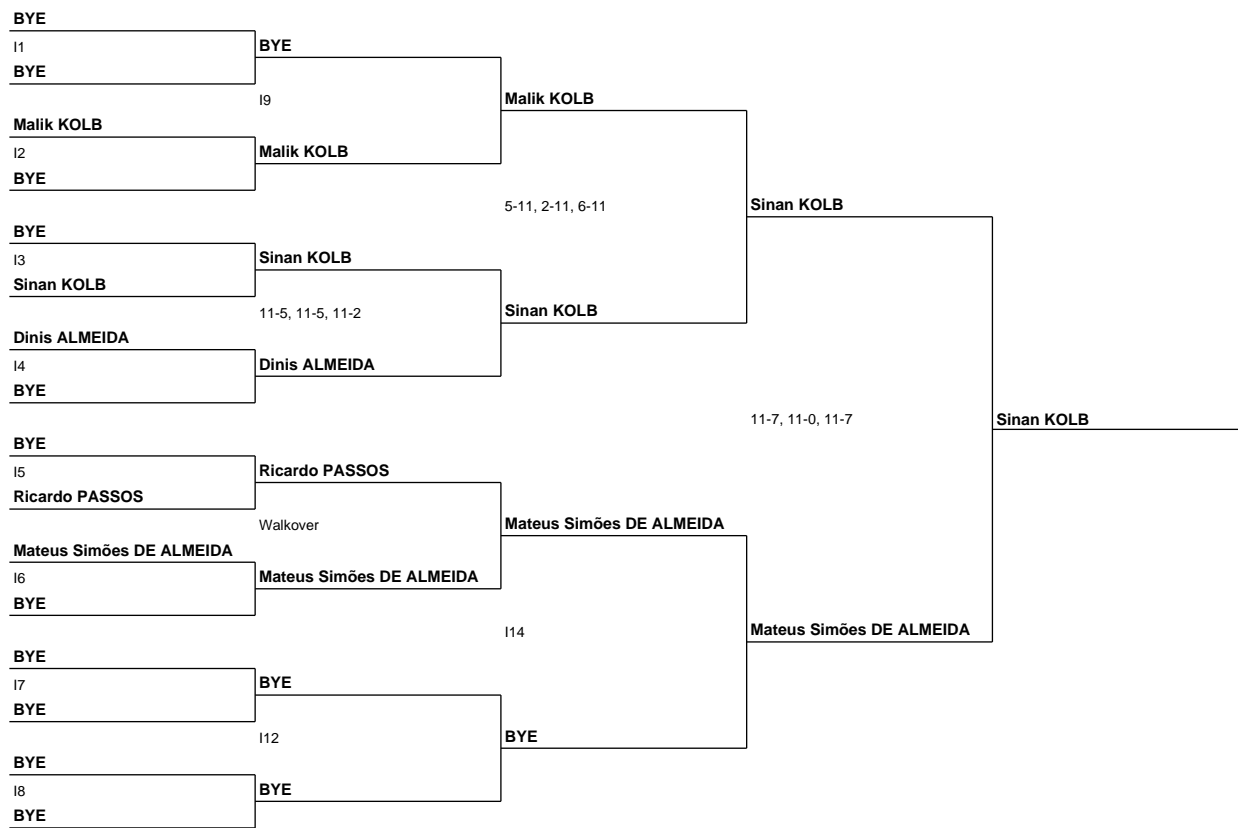 BYE
I1
BYE
BYE
I9
Malik KOLB
Malik KOLB
I2
Malik KOLB
BYE
5-11, 2-11, 6-11
Sinan KOLB
BYE
I3
Sinan KOLB
Sinan KOLB
11-5, 11-5, 11-2
Sinan KOLB
Dinis ALMEIDA
I4
Dinis ALMEIDA
BYE
11-7, 11-0, 11-7
Sinan KOLB
BYE
I5
Ricardo PASSOS
Ricardo PASSOS
Walkover
Mateus Simões DE ALMEIDA
Mateus Simões DE ALMEIDA
I6
Mateus Simões DE ALMEIDA
BYE
I14
Mateus Simões DE ALMEIDA
BYE
I7
BYE
BYE
I12
BYE
BYE
I8
BYE
BYE